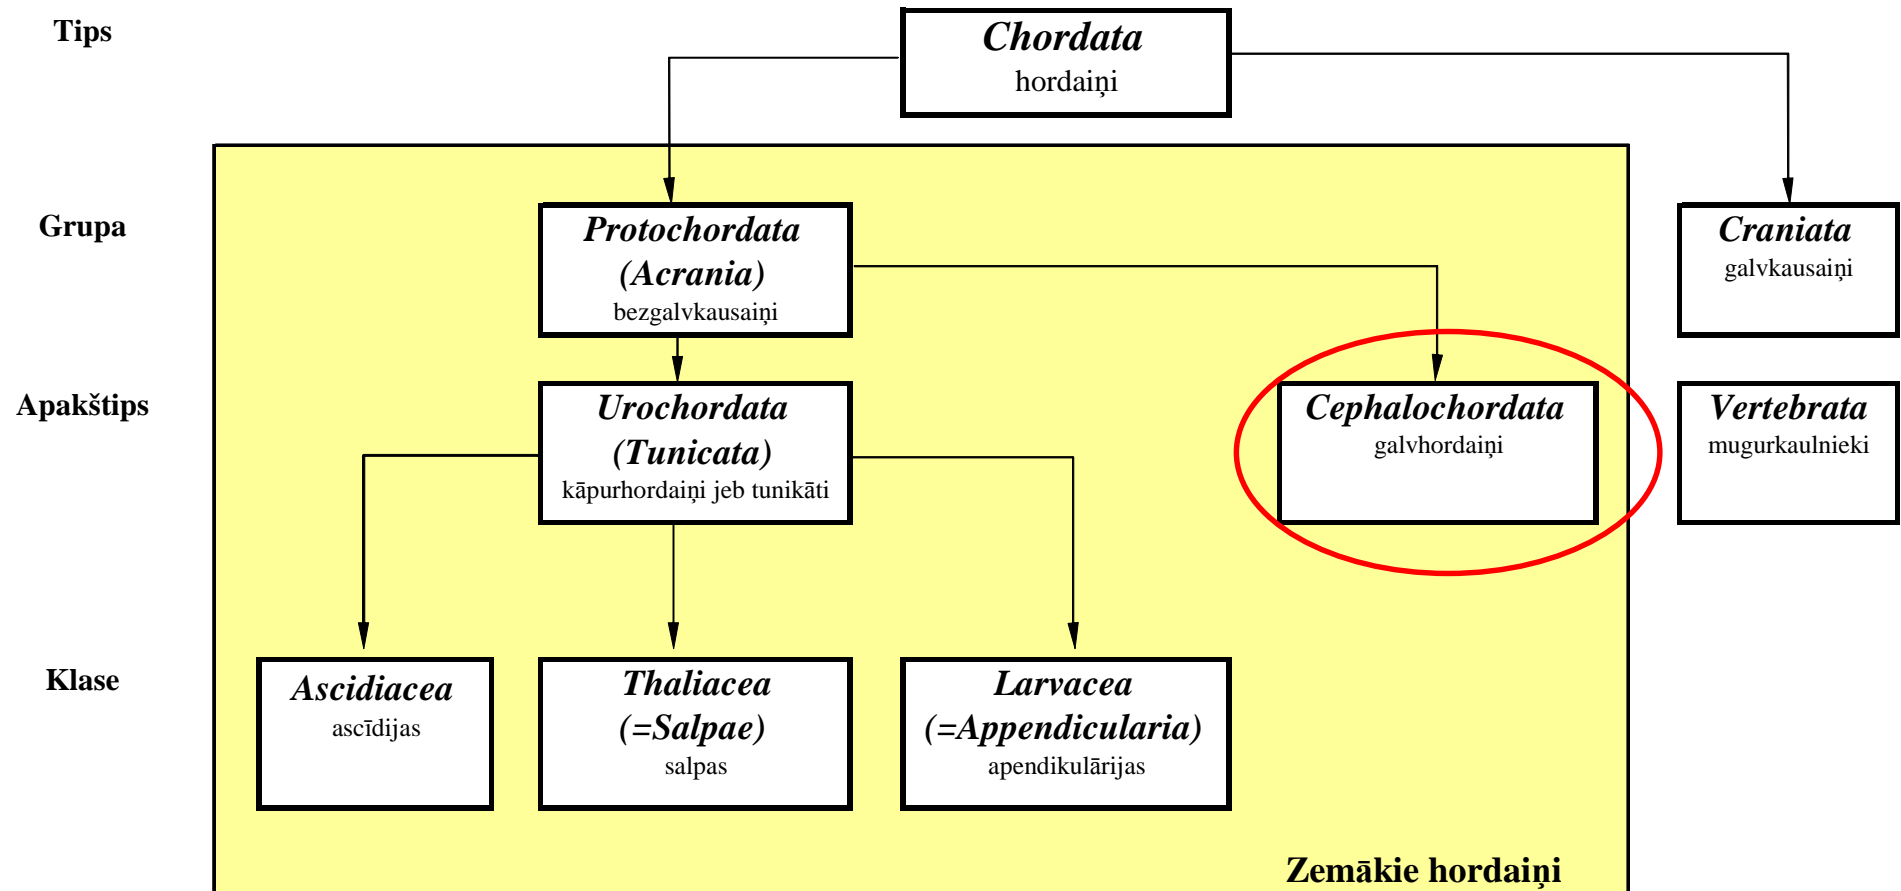 Tips
Chordata
hordaiņi
Grupa
Protochordata
(Acrania)
bezgalvkausaiņi
Craniata
galvkausaiņi
Apakštips
Urochordata
(Tunicata)
kāpurhordaiņi jeb tunikāti
Cephalochordata
galvhordaiņi
Vertebrata
mugurkaulnieki
Klase
Ascidiacea
ascīdijas
Thaliacea
(=Salpae)
salpas
Larvacea
(=Appendicularia)
apendikulārijas
Zemākie hordaiņi